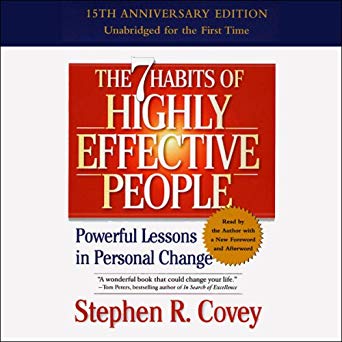 15TH ANNIVERSARY EDITION
Unabridged for the First Time
THE 7 HABITS OF
HIGHLY
EFFECTIVE
PEOPLE
Powerful Lessons
in Personal Change
Read by
the Author with
a New Foreword
and Afterword
"A wonderful book that could change your life."
—Tom Peters, bestselling author of In Search of Excellence
Stephen R. Covey